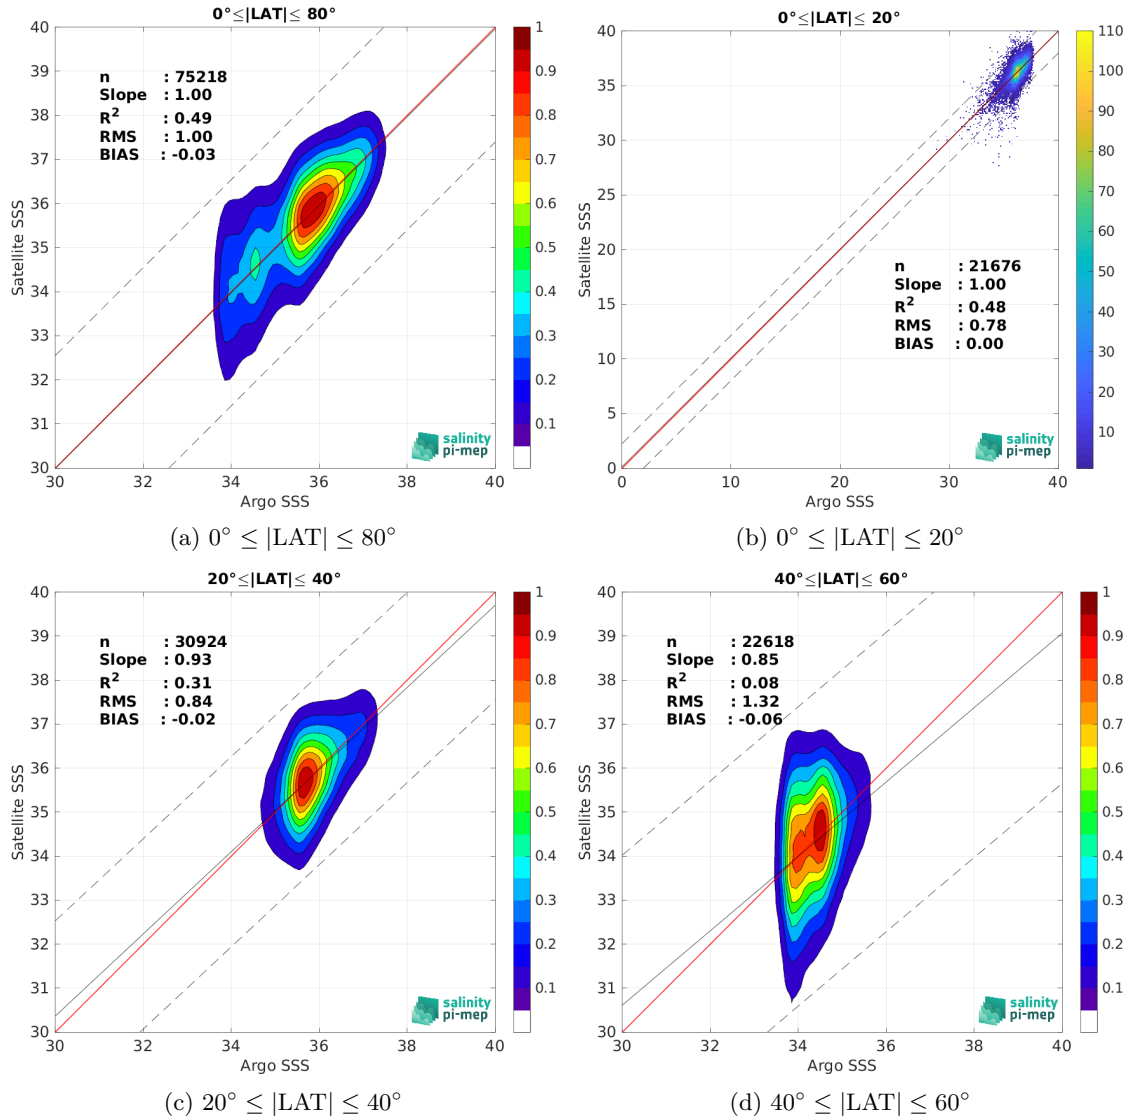 0°≤|LAT|≤ 80°
40
39
38
37
36
35
34
33
32
31
30
Satellite SSS
n : 75218
Slope : 1.00
R² : 0.49
RMS : 1.00
BIAS : -0.03
salinity
pi-mep
30 32 34 36 38 40
Argo SSS
1
0.9
0.8
0.7
0.6
0.5
0.4
0.3
0.2
0.1
(a) 0° ≤ |LAT| ≤ 80°
0°≤|LAT|≤ 20°
40
35
30
25
20
15
10
5
0
Satellite SSS
n : 21676
Slope : 1.00
R² : 0.48
RMS : 0.78
BIAS : 0.00
salinity
pi-mep
0 10 20 30 40
Argo SSS
110
100
90
80
70
60
50
40
30
20
10
(b) 0° ≤ |LAT| ≤ 20°
20°≤|LAT|≤ 40°
40
39
38
37
36
35
34
33
32
31
30
Satellite SSS
n : 30924
Slope : 0.93
R² : 0.31
RMS : 0.84
BIAS : -0.02
salinity
pi-mep
30 32 34 36 38 40
Argo SSS
1
0.9
0.8
0.7
0.6
0.5
0.4
0.3
0.2
0.1
(c) 20° ≤ |LAT| ≤ 40°
40°≤|LAT|≤ 60°
40
39
38
37
36
35
34
33
32
31
30
Satellite SSS
n : 22618
Slope : 0.85
R² : 0.08
RMS : 1.32
BIAS : -0.06
salinity
pi-mep
30 32 34 36 38 40
Argo SSS
1
0.9
0.8
0.7
0.6
0.5
0.4
0.3
0.2
0.1
(d) 40° ≤ |LAT| ≤ 60°